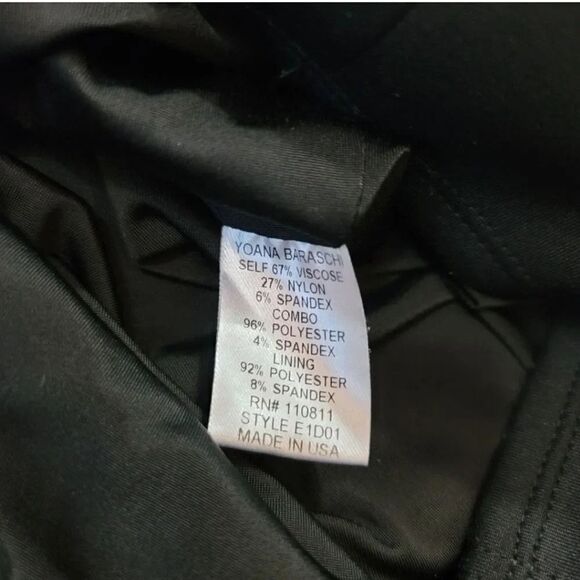 YOANA BARASCHI
SELF 67% VISCOSE
27% NYLON
6% SPANDEX
COMBO
96% POLYESTER
4% SPANDEX
LINING
92% POLYESTER
8% SPANDEX
RN# 110811
STYLE E1D01
MADE IN USA